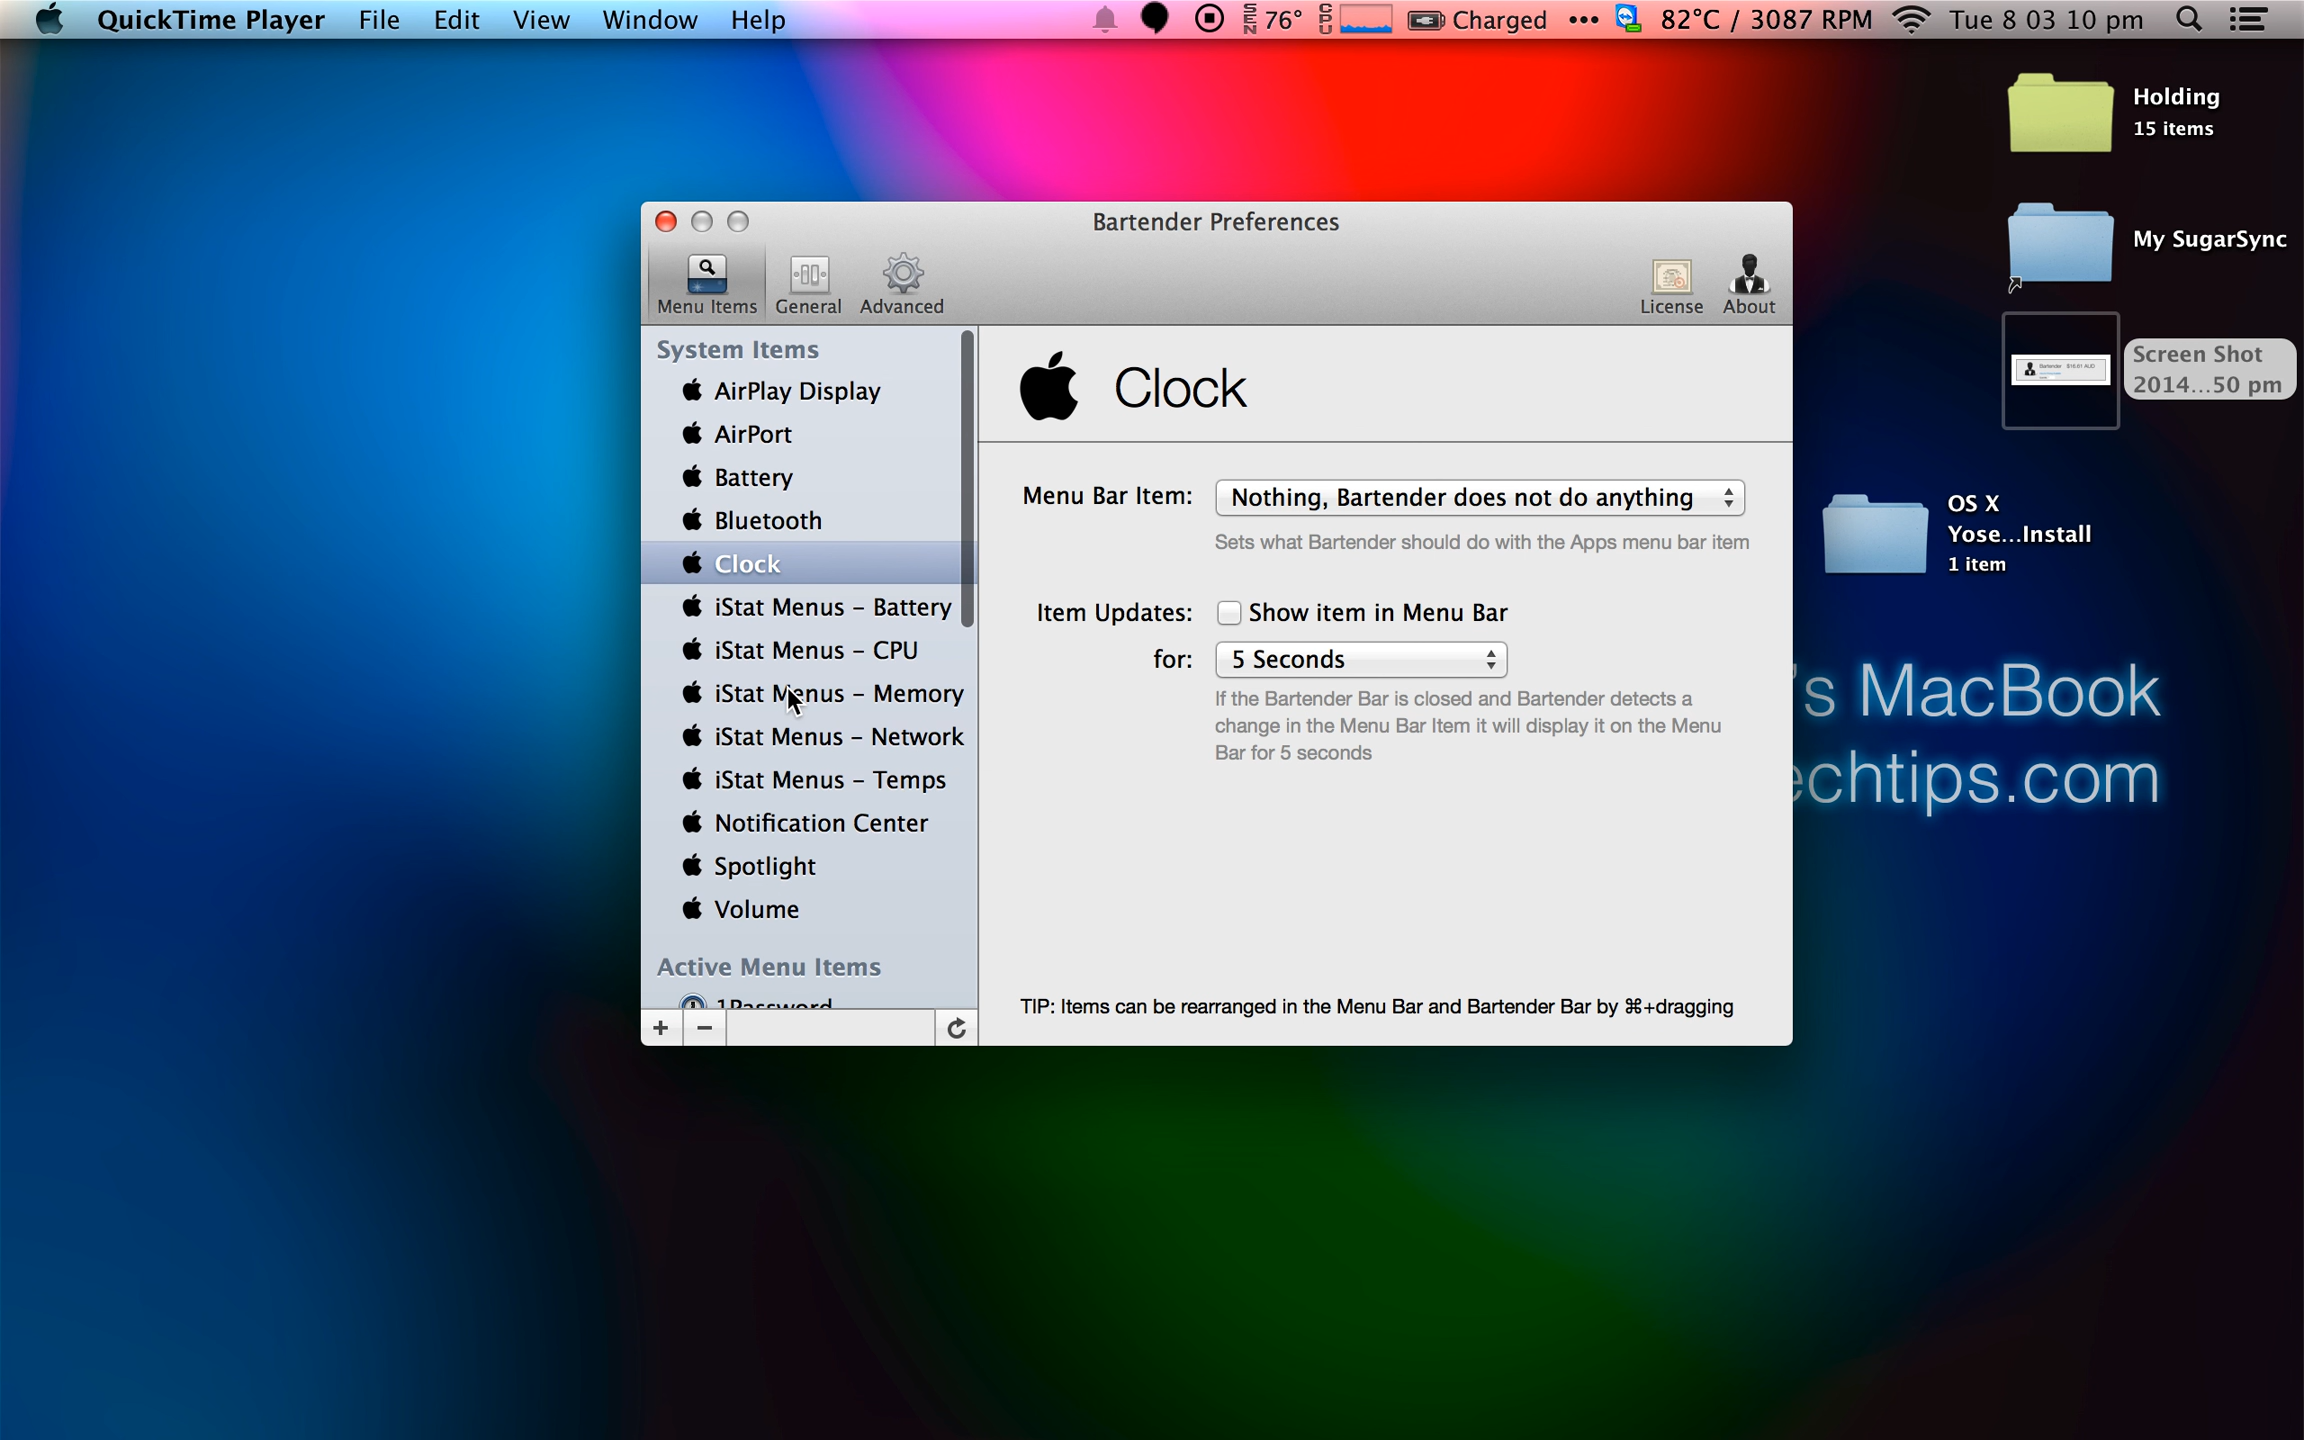 QuickTime Player File Edit View Window Help SEN 76° CPU Charged 82°C / 3087 RPM Tue 8 03 10 pm
Holding
15 items
My SugarSync
Screen Shot
2014...50 pm
OS X
Yose...Install
1 item
's MacBook
echtips.com
Bartender Preferences
Menu Items General Advanced License About
System Items
AirPlay Display
AirPort
Battery
Bluetooth
Clock
iStat Menus – Battery
iStat Menus – CPU
iStat Menus – Memory
iStat Menus – Network
iStat Menus – Temps
Notification Center
Spotlight
Volume
Active Menu Items
1Password
Clock
Menu Bar Item: Nothing, Bartender does not do anything
Sets what Bartender should do with the Apps menu bar item
Item Updates: Show item in Menu Bar
for: 5 Seconds
If the Bartender Bar is closed and Bartender detects a
change in the Menu Bar Item it will display it on the Menu
Bar for 5 seconds
TIP: Items can be rearranged in the Menu Bar and Bartender Bar by ⌘+dragging